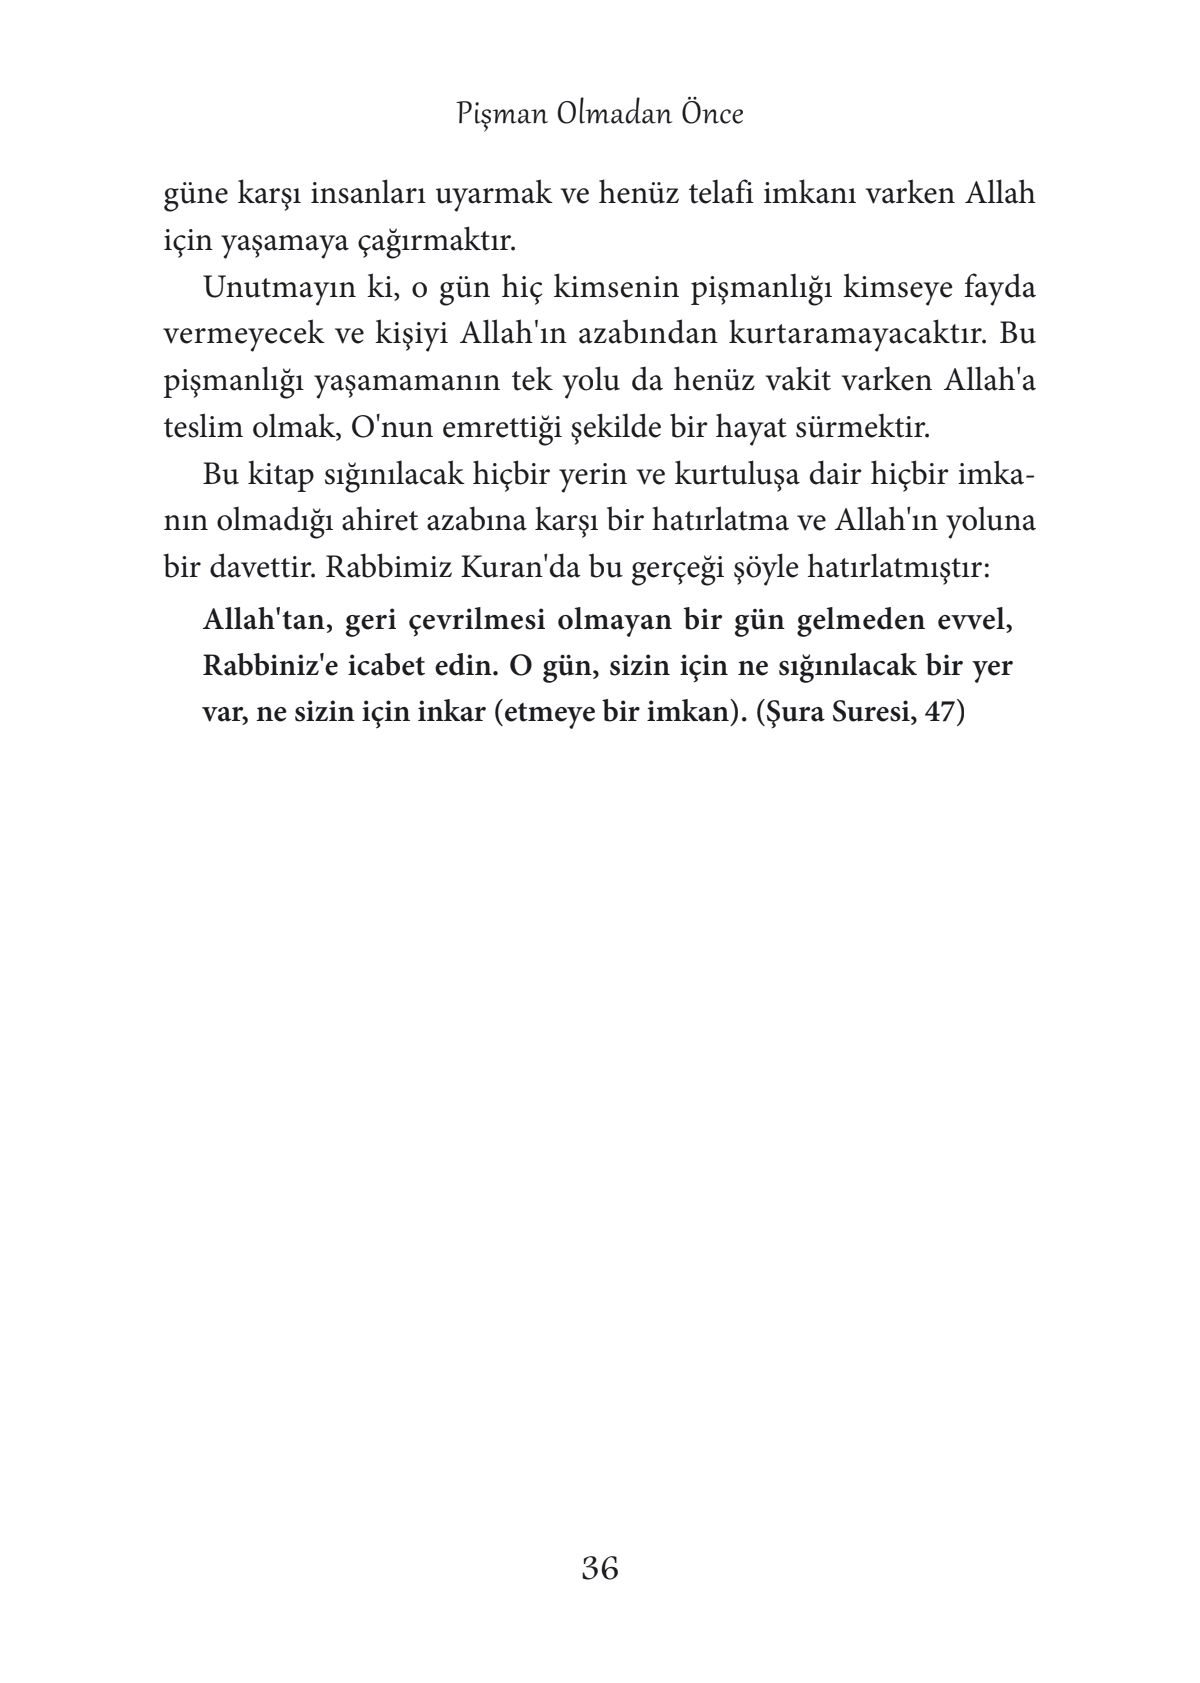 Pişman Olmadan Önce
güne karşı insanları uyarmak ve henüz telafi imkanı varken Allah
için yaşamaya çağırmaktır.
Unutmayın ki, o gün hiç kimsenin pişmanlığı kimseye fayda
vermeyecek ve kişiyi Allah'ın azabından kurtaramayacaktır. Bu
pişmanlığı yaşamamanın tek yolu da henüz vakit varken Allah'a
teslim olmak, O'nun emrettiği şekilde bir hayat sürmektir.
Bu kitap sığınılacak hiçbir yerin ve kurtuluşa dair hiçbir imka-
nın olmadığı ahiret azabına karşı bir hatırlatma ve Allah'ın yoluna
bir davettir. Rabbimiz Kuran'da bu gerçeği şöyle hatırlatmıştır:
Allah'tan, geri çevrilmesi olmayan bir gün gelmeden evvel,
Rabbiniz'e icabet edin. O gün, sizin için ne sığınılacak bir yer
var, ne sizin için inkar (etmeye bir imkan). (Şura Suresi, 47)
36